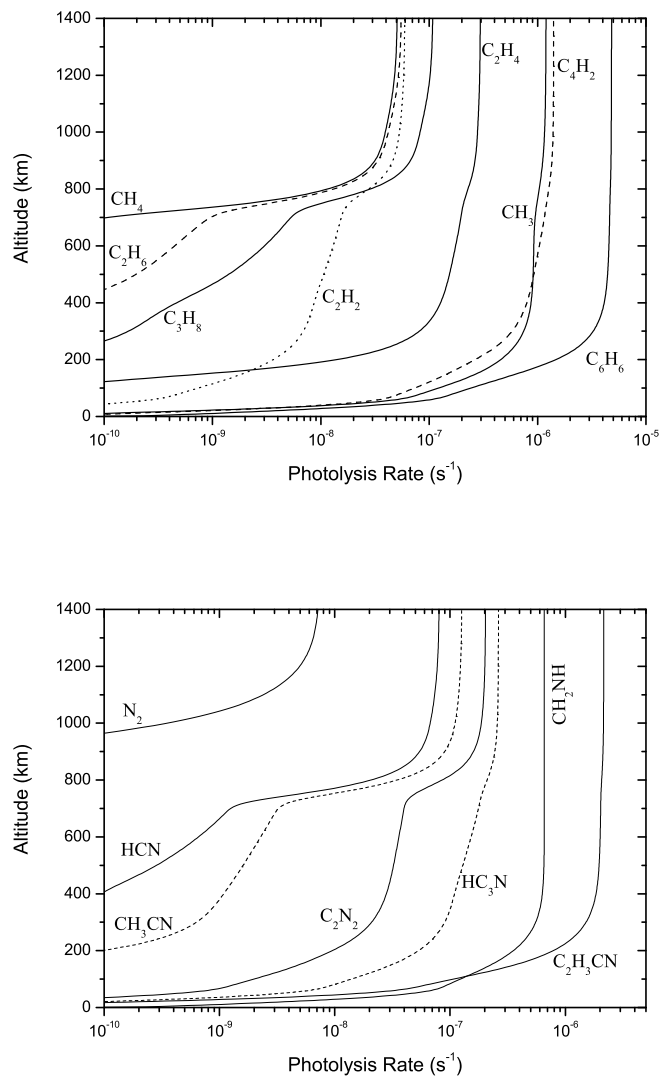 1400
1200
1000
800
600
400
200
0
Altitude (km)
CH₄
C₂H₆
C₃H₈
C₂H₂
C₂H₄
CH₃
C₄H₂
C₆H₆
10⁻¹⁰ 10⁻⁹ 10⁻⁸ 10⁻⁷ 10⁻⁶ 10⁻⁵
Photolysis Rate (s⁻¹)
1400
1200
1000
800
600
400
200
0
Altitude (km)
N₂
HCN
CH₃CN
C₂N₂
HC₃N
CH₂NH
C₂H₃CN
10⁻¹⁰ 10⁻⁹ 10⁻⁸ 10⁻⁷ 10⁻⁶
Photolysis Rate (s⁻¹)